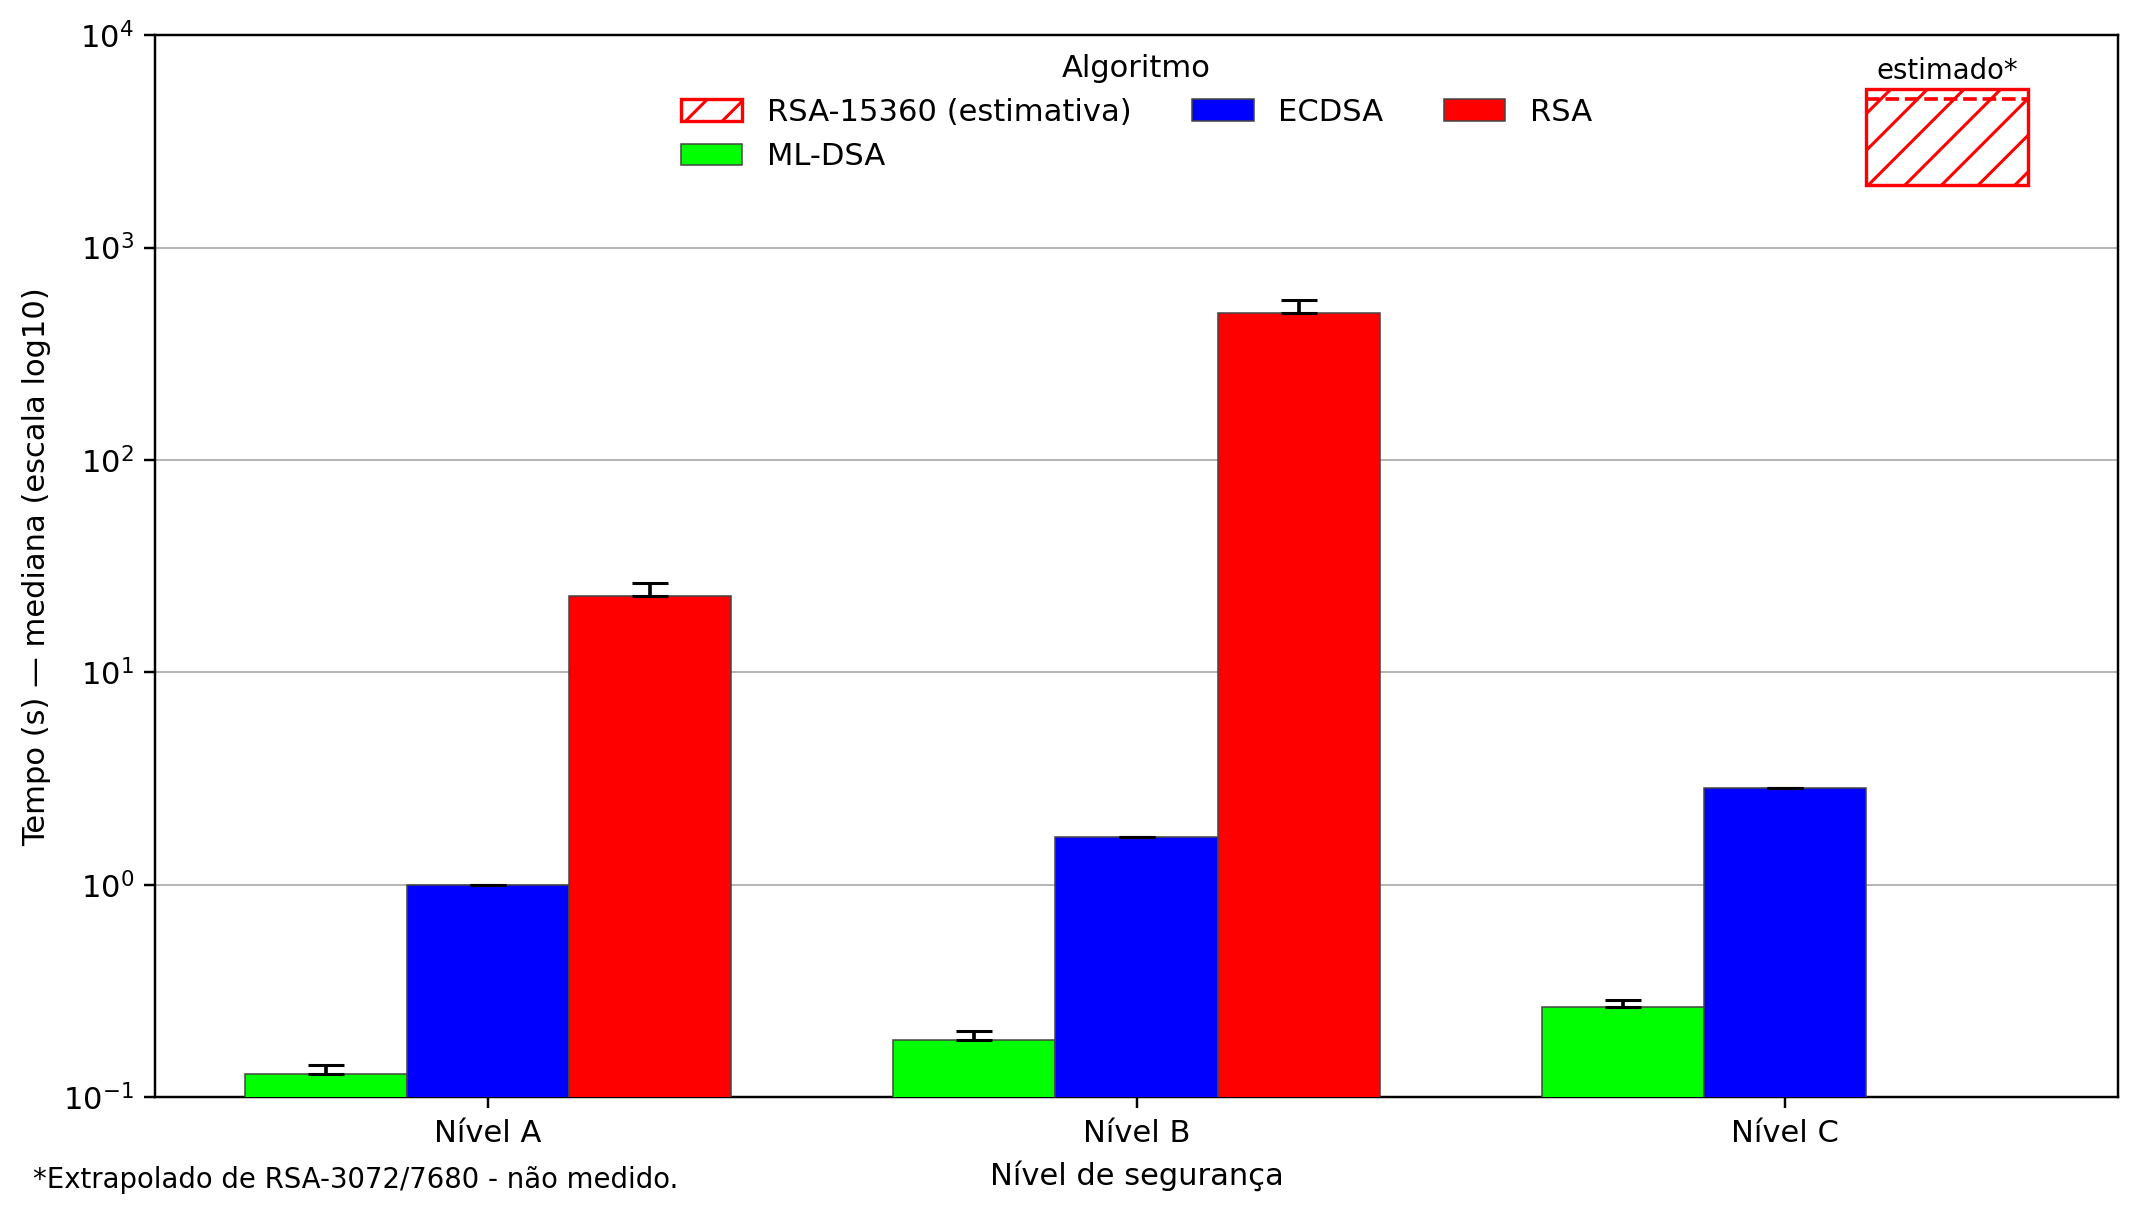 Algoritmo
RSA-15360 (estimativa)
ECDSA
RSA
ML-DSA
estimado*
10⁴
10³
10²
10¹
10⁰
10⁻¹
Tempo (s) — mediana (escala log10)
Nível A
Nível B
Nível C
Nível de segurança
*Extrapolado de RSA-3072/7680 - não medido.